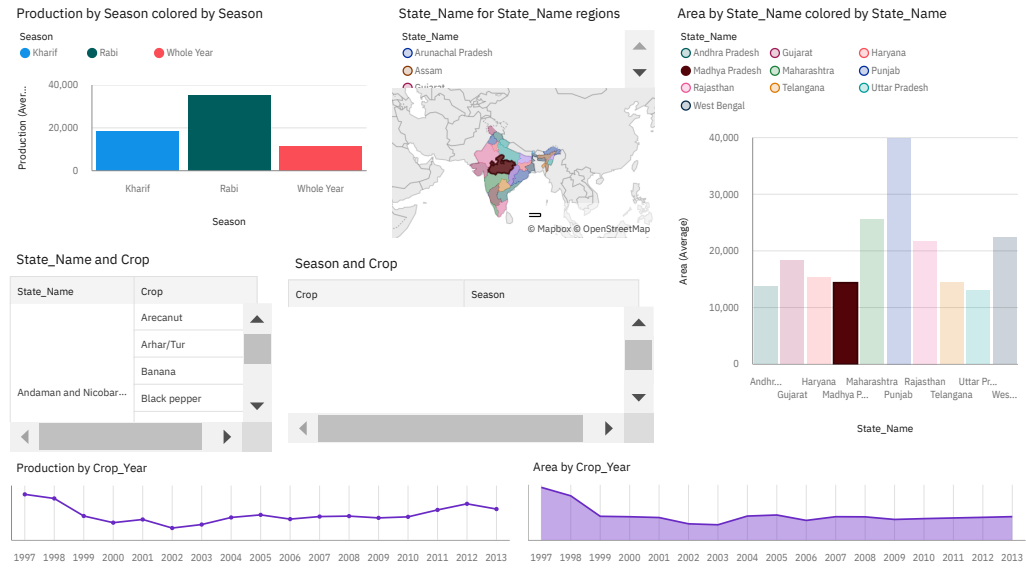 Production by Season colored by Season
Season
Kharif
Rabi
Whole Year
40,000
20,000
0
Production (Aver...
Kharif
Rabi
Whole Year
Season
State_Name for State_Name regions
State_Name
Arunachal Pradesh
Assam
Gujarat
© Mapbox © OpenStreetMap
Area by State_Name colored by State_Name
State_Name
Andhra Pradesh
Gujarat
Haryana
Madhya Pradesh
Maharashtra
Punjab
Rajasthan
Telangana
Uttar Pradesh
West Bengal
40,000
30,000
20,000
10,000
0
Area (Average)
Andhr...
Haryana
Maharashtra
Rajasthan
Uttar Pr...
Gujarat
Madhya P...
Punjab
Telangana
Wes...
State_Name
State_Name and Crop
State_Name
Crop
Arecanut
Arhar/Tur
Banana
Andaman and Nicobar...
Black pepper
Season and Crop
Crop
Season
Production by Crop_Year
1997 1998 1999 2000 2001 2002 2003 2004 2005 2006 2007 2008 2009 2010 2011 2012 2013
Area by Crop_Year
1997 1998 1999 2000 2001 2002 2003 2004 2005 2006 2007 2008 2009 2010 2011 2012 2013